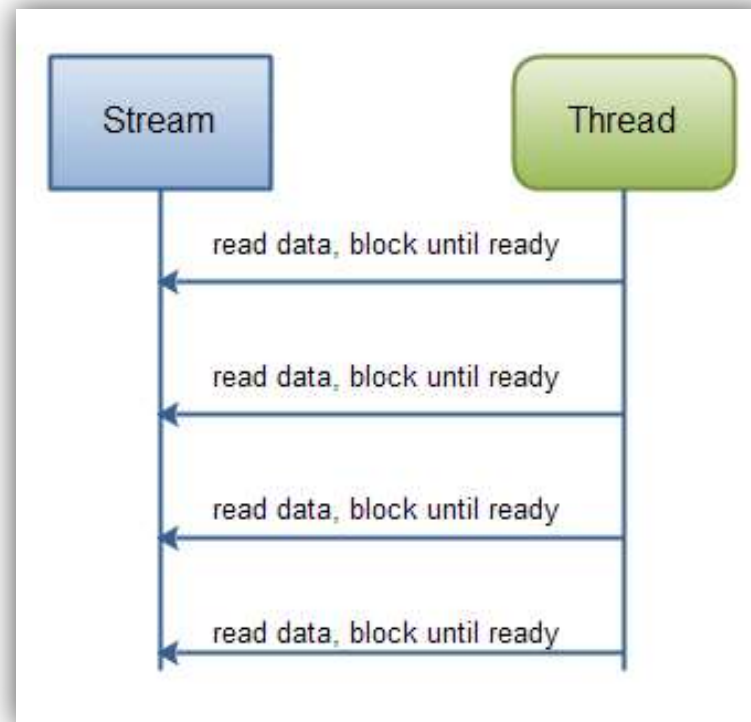 Stream
Thread
read data, block until ready
read data, block until ready
read data, block until ready
read data, block until ready